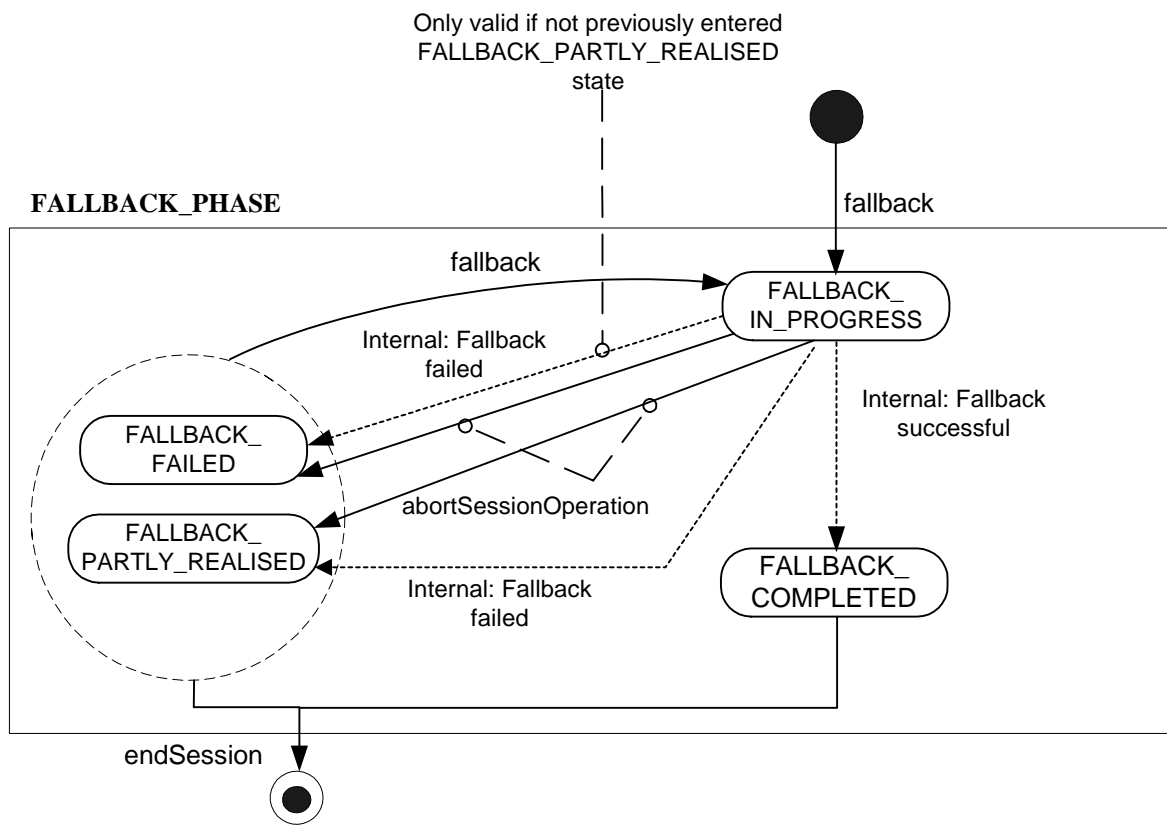 Only valid if not previously entered
FALLBACK_PARTLY_REALISED
state
FALLBACK_PHASE
fallback
fallback
FALLBACK_
IN_PROGRESS
Internal: Fallback
failed
Internal: Fallback
successful
FALLBACK_
FAILED
abortSessionOperation
FALLBACK_
PARTLY_REALISED
Internal: Fallback
failed
FALLBACK_
COMPLETED
endSession